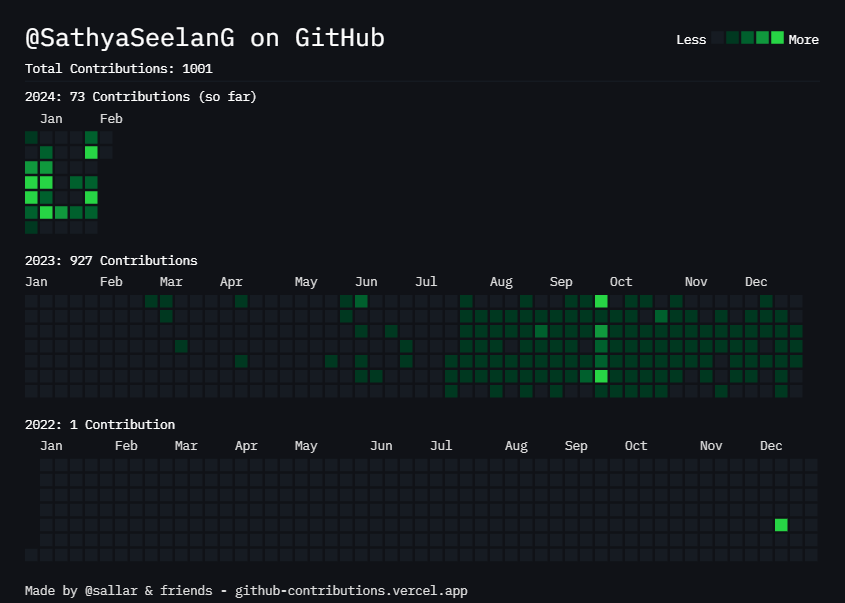 @SathyaSeelanG on GitHub
Less More
Total Contributions: 1001
2024: 73 Contributions (so far)
Jan Feb
2023: 927 Contributions
Jan Feb Mar Apr May Jun Jul Aug Sep Oct Nov Dec
2022: 1 Contribution
Jan Feb Mar Apr May Jun Jul Aug Sep Oct Nov Dec
Made by @sallar & friends - github-contributions.vercel.app